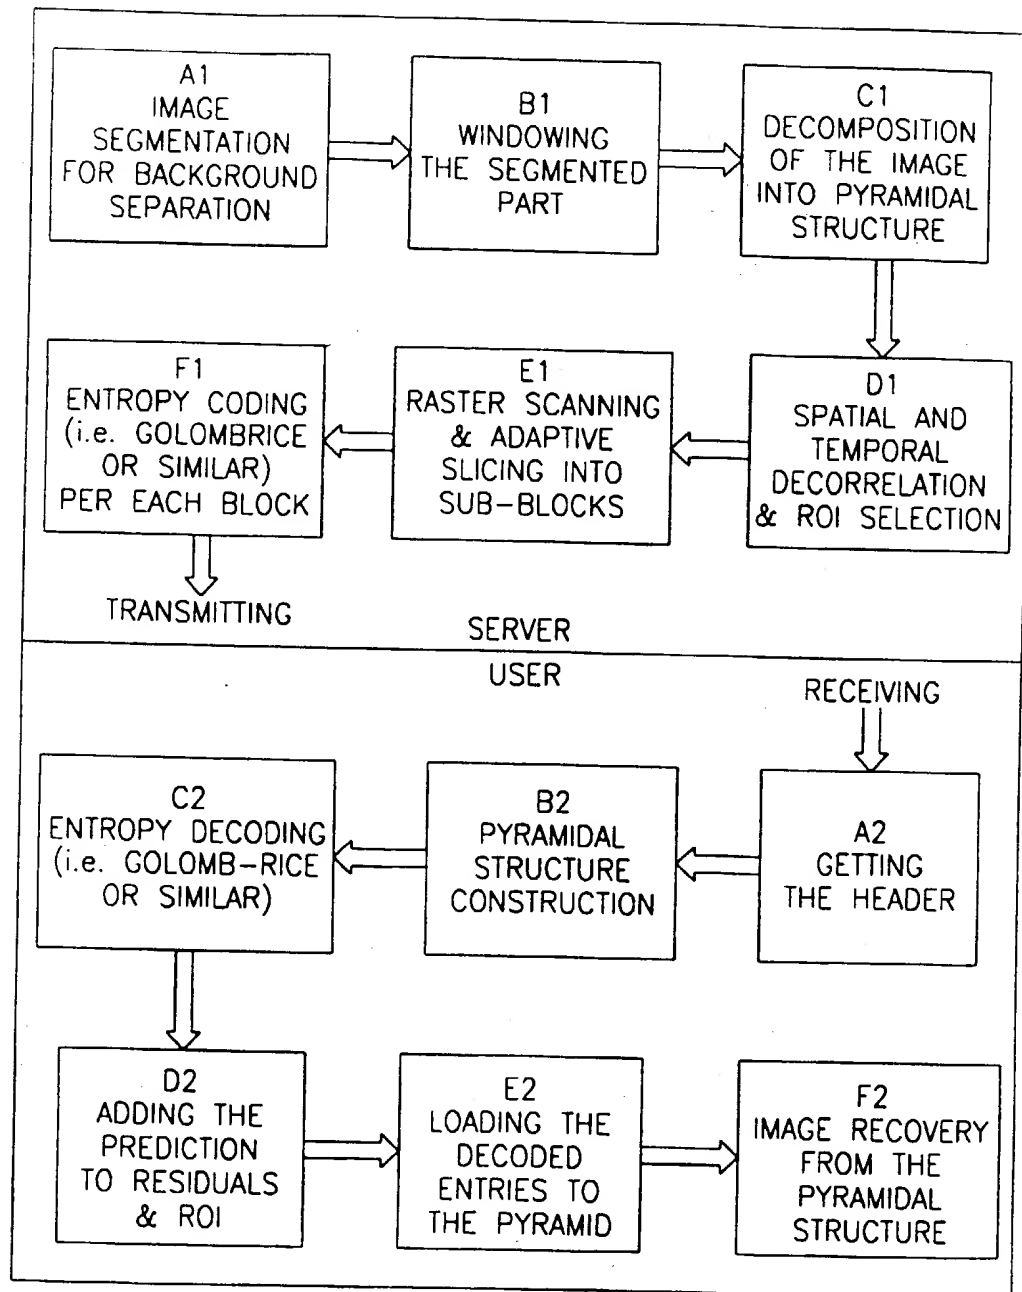 A1
IMAGE
SEGMENTATION
FOR BACKGROUND
SEPARATION
B1
WINDOWING
THE SEGMENTED
PART
C1
DECOMPOSITION
OF THE IMAGE
INTO PYRAMIDAL
STRUCTURE
D1
SPATIAL AND
TEMPORAL
DECORRELATION
& ROI SELECTION
E1
RASTER SCANNING
& ADAPTIVE
SLICING INTO
SUB-BLOCKS
F1
ENTROPY CODING
(i.e. GOLOMBRICE
OR SIMILAR)
PER EACH BLOCK
TRANSMITTING
SERVER
USER
RECEIVING
A2
GETTING
THE HEADER
B2
PYRAMIDAL
STRUCTURE
CONSTRUCTION
C2
ENTROPY DECODING
(i.e. GOLOMB-RICE
OR SIMILAR)
D2
ADDING THE
PREDICTION
TO RESIDUALS
& ROI
E2
LOADING THE
DECODED
ENTRIES TO
THE PYRAMID
F2
IMAGE RECOVERY
FROM THE
PYRAMIDAL
STRUCTURE